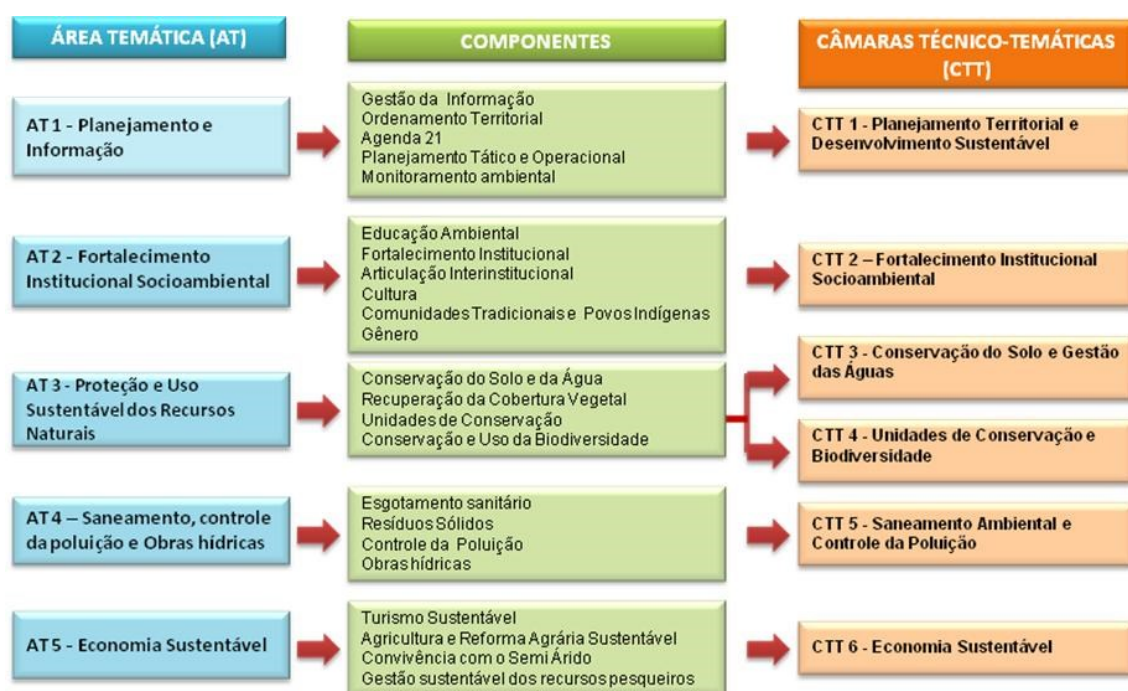 ÁREA TEMÁTICA (AT)
COMPONENTES
CÂMARAS TÉCNICO-TEMÁTICAS
(CTT)
AT 1 - Planejamento e
Informação
Gestão da Informação
Ordenamento Territorial
Agenda 21
Planejamento Tático e Operacional
Monitoramento ambiental
CTT 1 - Planejamento Territorial e
Desenvolvimento Sustentável
AT 2 - Fortalecimento
Institucional Socioambiental
Educação Ambiental
Fortalecimento Institucional
Articulação Interinstitucional
Cultura
Comunidades Tradicionais e Povos Indígenas
Gênero
CTT 2 – Fortalecimento Institucional
Socioambiental
AT 3 - Proteção e Uso
Sustentável dos Recursos
Naturais
Conservação do Solo e da Água
Recuperação da Cobertura Vegetal
Unidades de Conservação
Conservação e Uso da Biodiversidade
CTT 3 - Conservação do Solo e Gestão
das Águas
CTT 4 - Unidades de Conservação e
Biodiversidade
AT 4 – Saneamento, controle
da poluição e Obras hídricas
Esgotamento sanitário
Resíduos Sólidos
Controle da Poluição
Obras hídricas
CTT 5 - Saneamento Ambiental e
Controle da Poluição
AT 5 - Economia Sustentável
Turismo Sustentável
Agricultura e Reforma Agrária Sustentável
Convivência com o Semi Árido
Gestão sustentável dos recursos pesqueiros
CTT 6 - Economia Sustentável